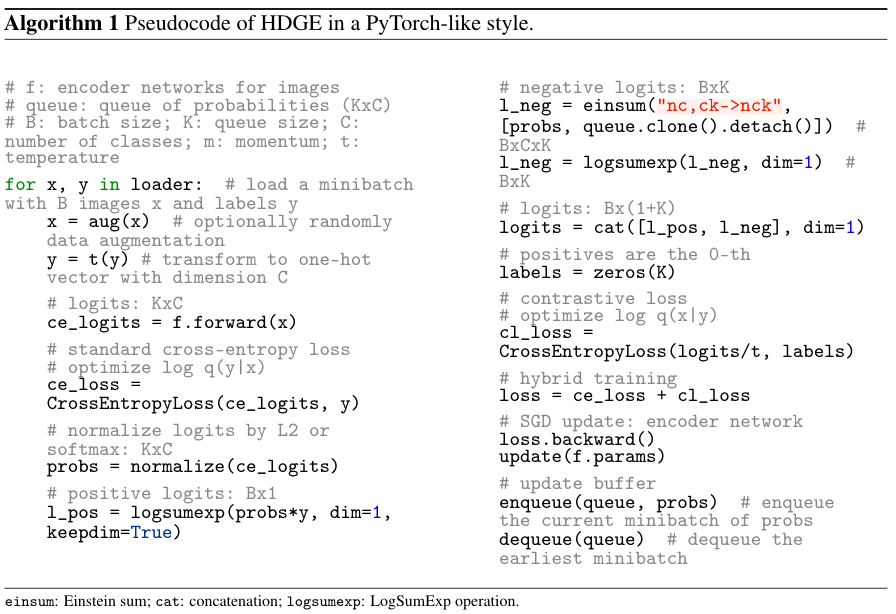 Algorithm 1 Pseudocode of HDGE in a PyTorch-like style.
# f: encoder networks for images
# queue: queue of probabilities (KxC)
# B: batch size; K: queue size; C:
number of classes; m: momentum; t:
temperature
for x, y in loader:  # load a minibatch
with B images x and labels y
x = aug(x)  # optionally randomly
data augmentation
y = t(y) # transform to one-hot
vector with dimension C
# logits: KxC
ce_logits = f.forward(x)
# standard cross-entropy loss
# optimize log q(y|x)
ce_loss =
CrossEntropyLoss(ce_logits, y)
# normalize logits by L2 or
softmax: KxC
probs = normalize(ce_logits)
# positive logits: Bx1
l_pos = logsumexp(probs*y, dim=1,
keepdim=True)
# negative logits: BxK
l_neg = einsum("nc,ck->nck",
[probs, queue.clone().detach()])  #
BxCxK
l_neg = logsumexp(l_neg, dim=1)  #
BxK
# logits: Bx(1+K)
logits = cat([l_pos, l_neg], dim=1)
# positives are the 0-th
labels = zeros(K)
# contrastive loss
# optimize log q(x|y)
cl_loss =
CrossEntropyLoss(logits/t, labels)
# hybrid training
loss = ce_loss + cl_loss
# SGD update: encoder network
loss.backward()
update(f.params)
# update buffer
enqueue(queue, probs)  # enqueue
the current minibatch of probs
dequeue(queue)  # dequeue the
earliest minibatch
einsum: Einstein sum; cat: concatenation; logsumexp: LogSumExp operation.